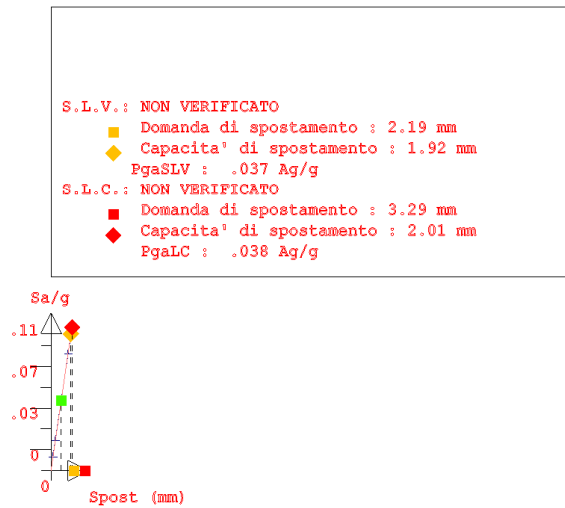 S.L.V.: NON VERIFICATO
Domanda di spostamento : 2.19 mm
Capacita' di spostamento : 1.92 mm
PgaSLV : .037 Ag/g
S.L.C.: NON VERIFICATO
Domanda di spostamento : 3.29 mm
Capacita' di spostamento : 2.01 mm
PgaLC : .038 Ag/g
Sa/g
.11
.07
.03
0
0
Spost (mm)